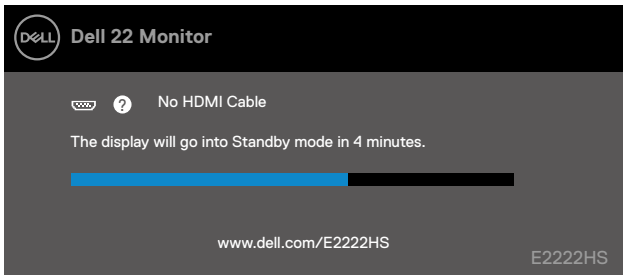 DELL Dell 22 Monitor
? No HDMI Cable
The display will go into Standby mode in 4 minutes.
www.dell.com/E2222HS
E2222HS